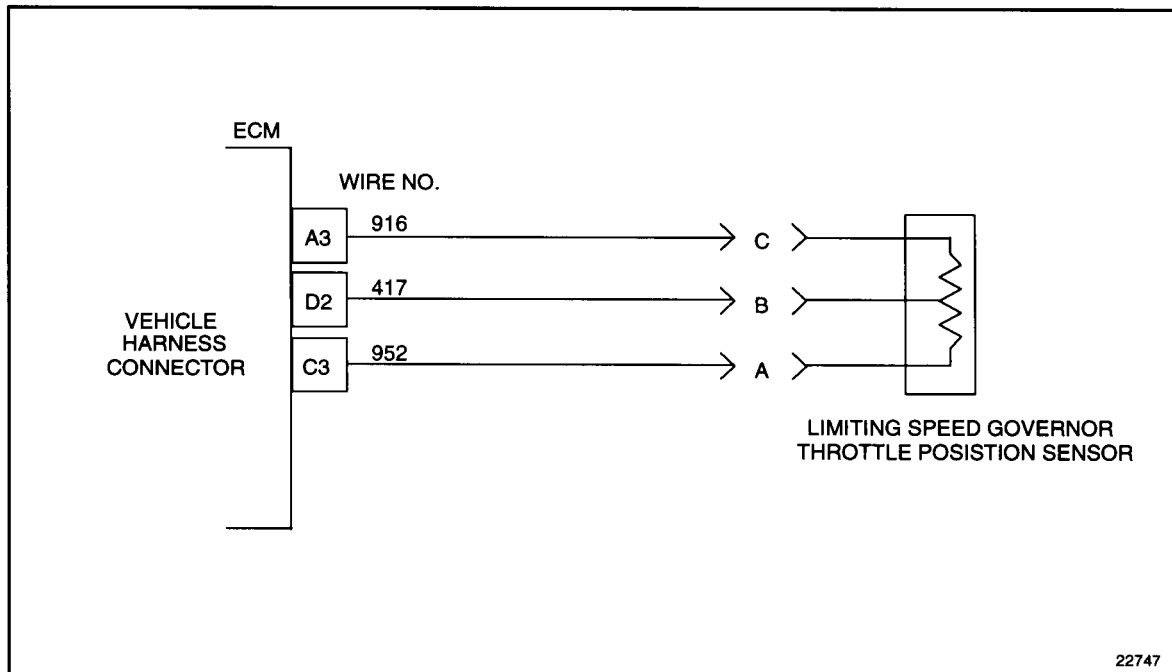 ECM
WIRE NO.
A3 916 C
D2 417 B
VEHICLE
HARNESS
CONNECTOR
C3 952 A
LIMITING SPEED GOVERNOR
THROTTLE POSISTION SENSOR
22747